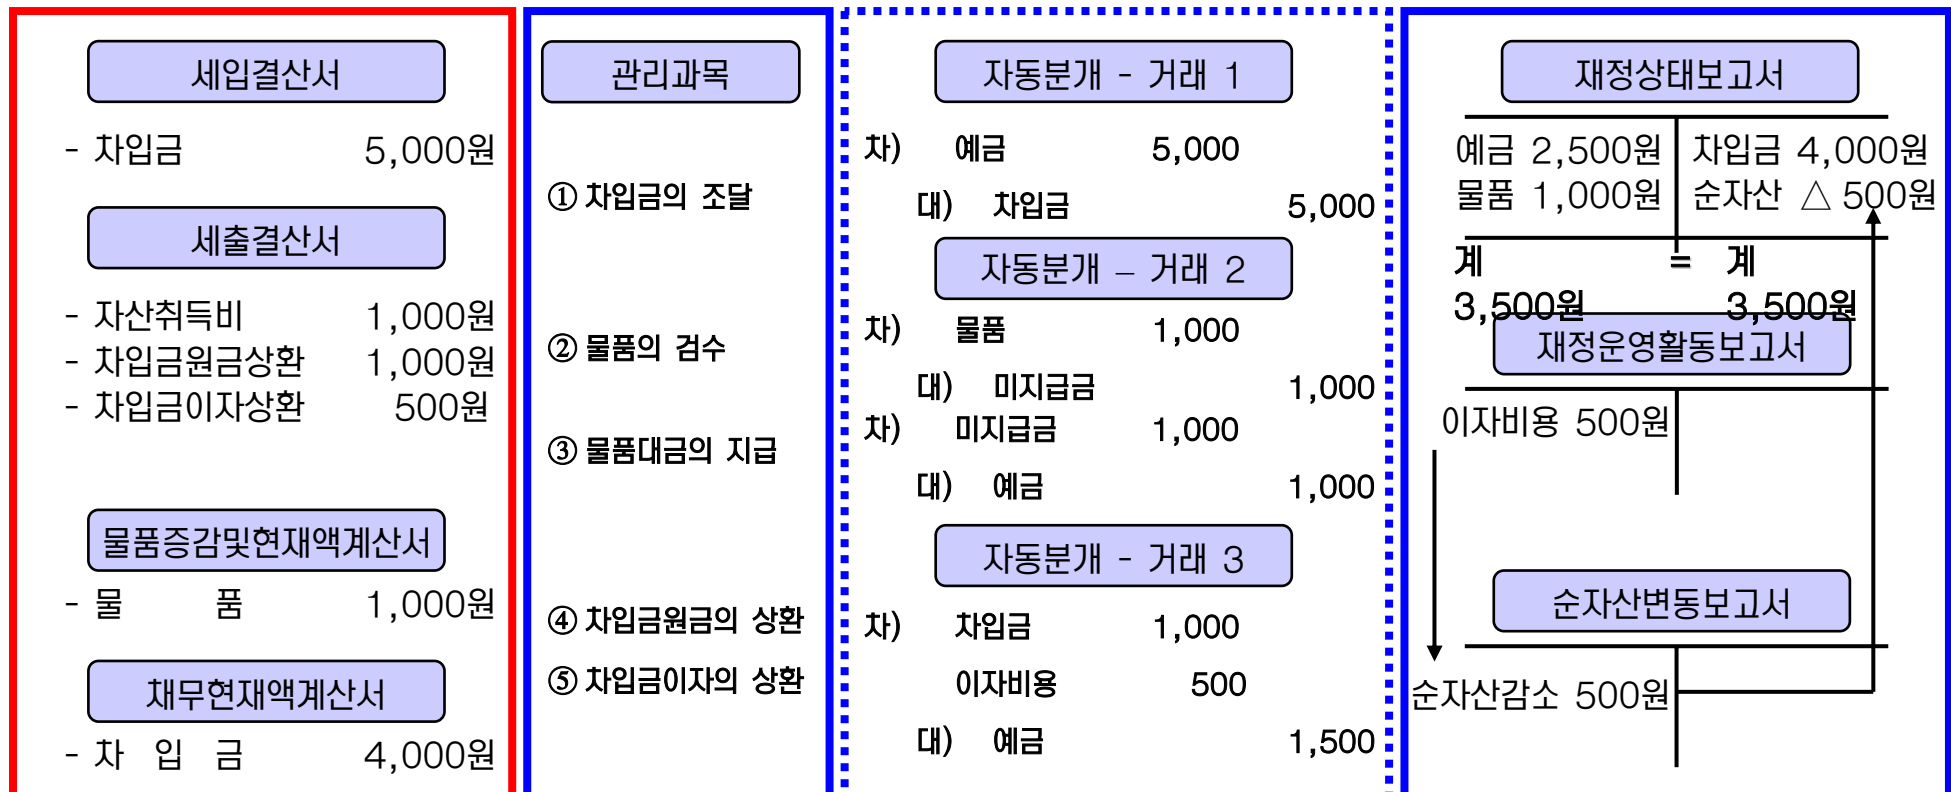 세입결산서
- 차입금 5,000원
세출결산서
- 자산취득비 1,000원
- 차입금원금상환 1,000원
- 차입금이자상환 500원
물품증감및현재액계산서
- 물 품 1,000원
채무현재액계산서
- 차 입 금 4,000원
관리과목
① 차입금의 조달
② 물품의 검수
③ 물품대금의 지급
④ 차입금원금의 상환
⑤ 차입금이자의 상환
자동분개 - 거래 1
차) 예금 5,000
대) 차입금 5,000
자동분개 – 거래 2
차) 물품 1,000
대) 미지급금 1,000
차) 미지급금 1,000
대) 예금 1,000
자동분개 - 거래 3
차) 차입금 1,000
이자비용 500
대) 예금 1,500
재정상태보고서
예금 2,500원 차입금 4,000원
물품 1,000원 순자산 △ 500원
계 = 계
3,500원 3,500원
재정운영활동보고서
이자비용 500원
순자산변동보고서
순자산감소 500원